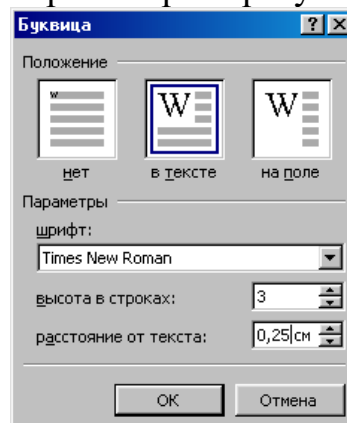 Буквица
Положение
W W W
нет в тексте на поле
Параметры
шрифт:
Times New Roman
высота в строках: 3
расстояние от текста: 0,25 см
ОК Отмена